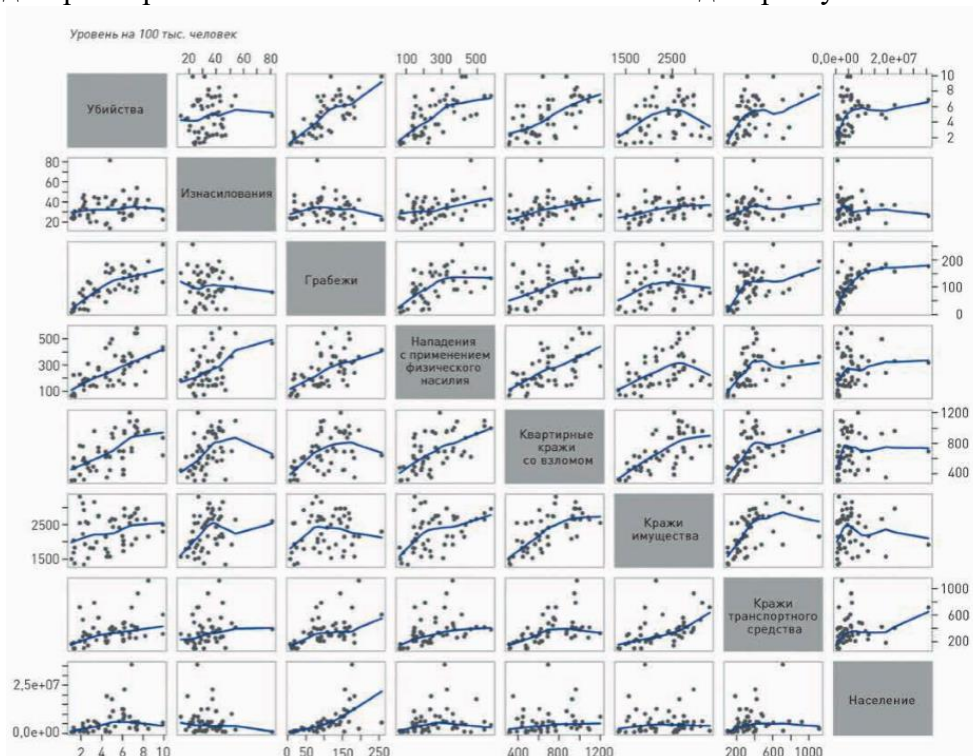 Уровень на 100 тыс. человек
20 40 60 80 100 300 500 1500 2500 0,0e+00 2,0e+07
Убийства
10
8
6
4
2
80
60
40
20
Изнасилования
Грабежи
200
100
0
500
300
100
Нападения
с применением
физического
насилия
Квартирные
кражи
со взломом
1200
800
400
2500
1500
Кражи
имущества
Кражи
транспортного
средства
1000
600
200
2,5e+07
0,0e+00
Население
2 4 6 8 10 0 50 150 250 400 800 1200 200 600 1000